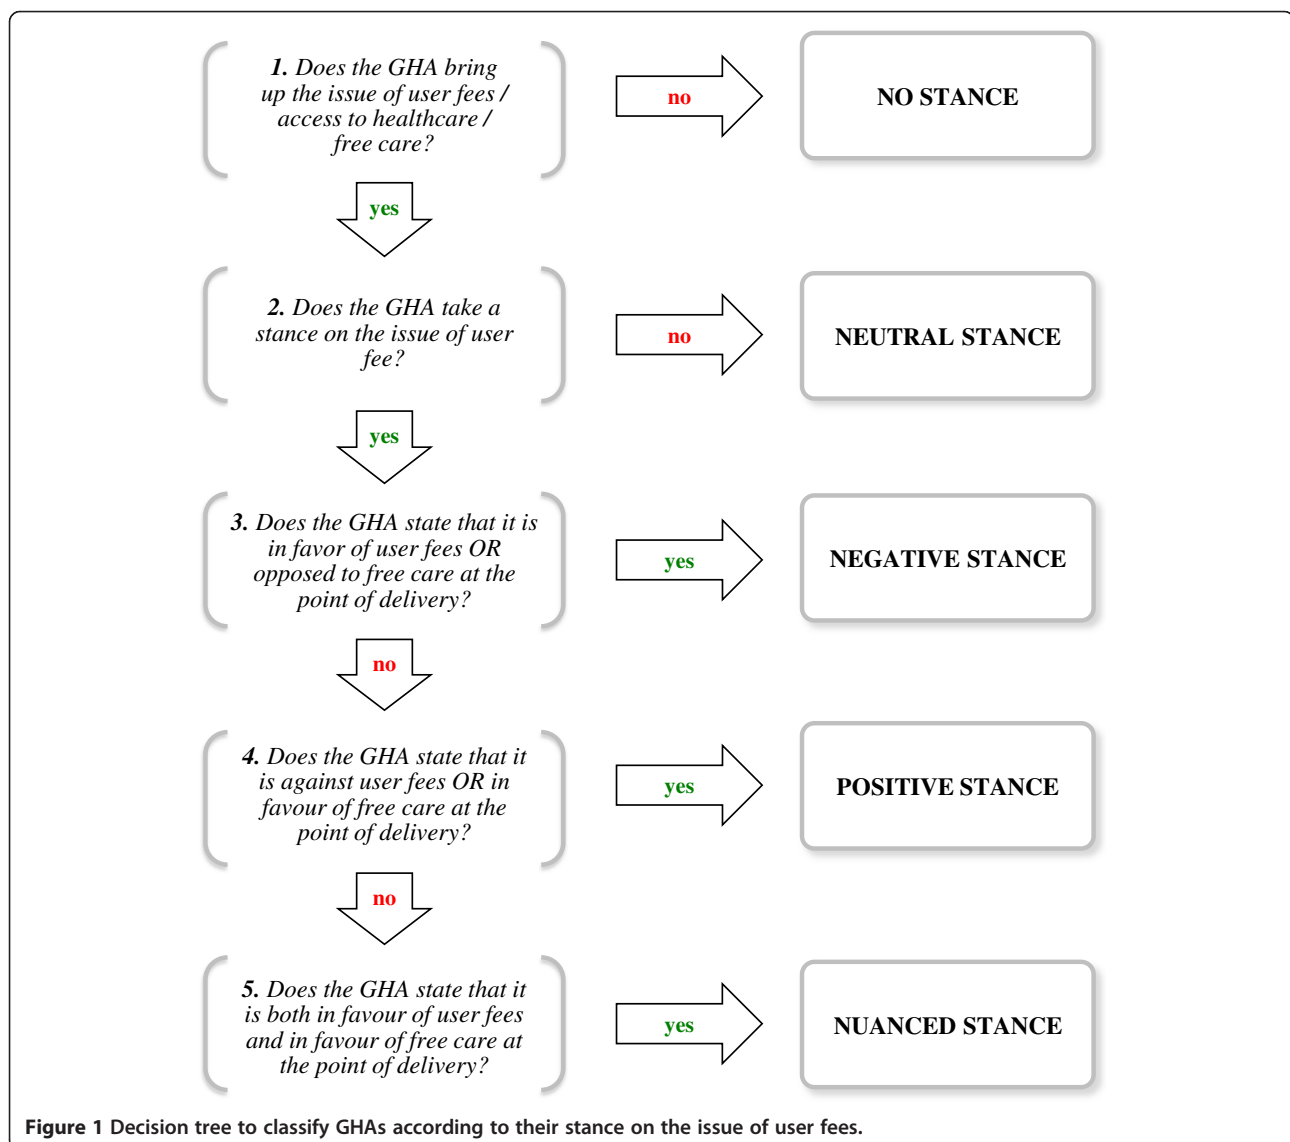 1. Does the GHA bring
up the issue of user fees /
access to healthcare /
free care?
no
NO STANCE
yes
2. Does the GHA take a
stance on the issue of user
fee?
no
NEUTRAL STANCE
yes
3. Does the GHA state that it is
in favor of user fees OR
opposed to free care at the
point of delivery?
yes
NEGATIVE STANCE
no
4. Does the GHA state that it
is against user fees OR in
favour of free care at the
point of delivery?
yes
POSITIVE STANCE
no
5. Does the GHA state that it
is both in favour of user fees
and in favour of free care at
the point of delivery?
yes
NUANCED STANCE
Figure 1 Decision tree to classify GHAs according to their stance on the issue of user fees.